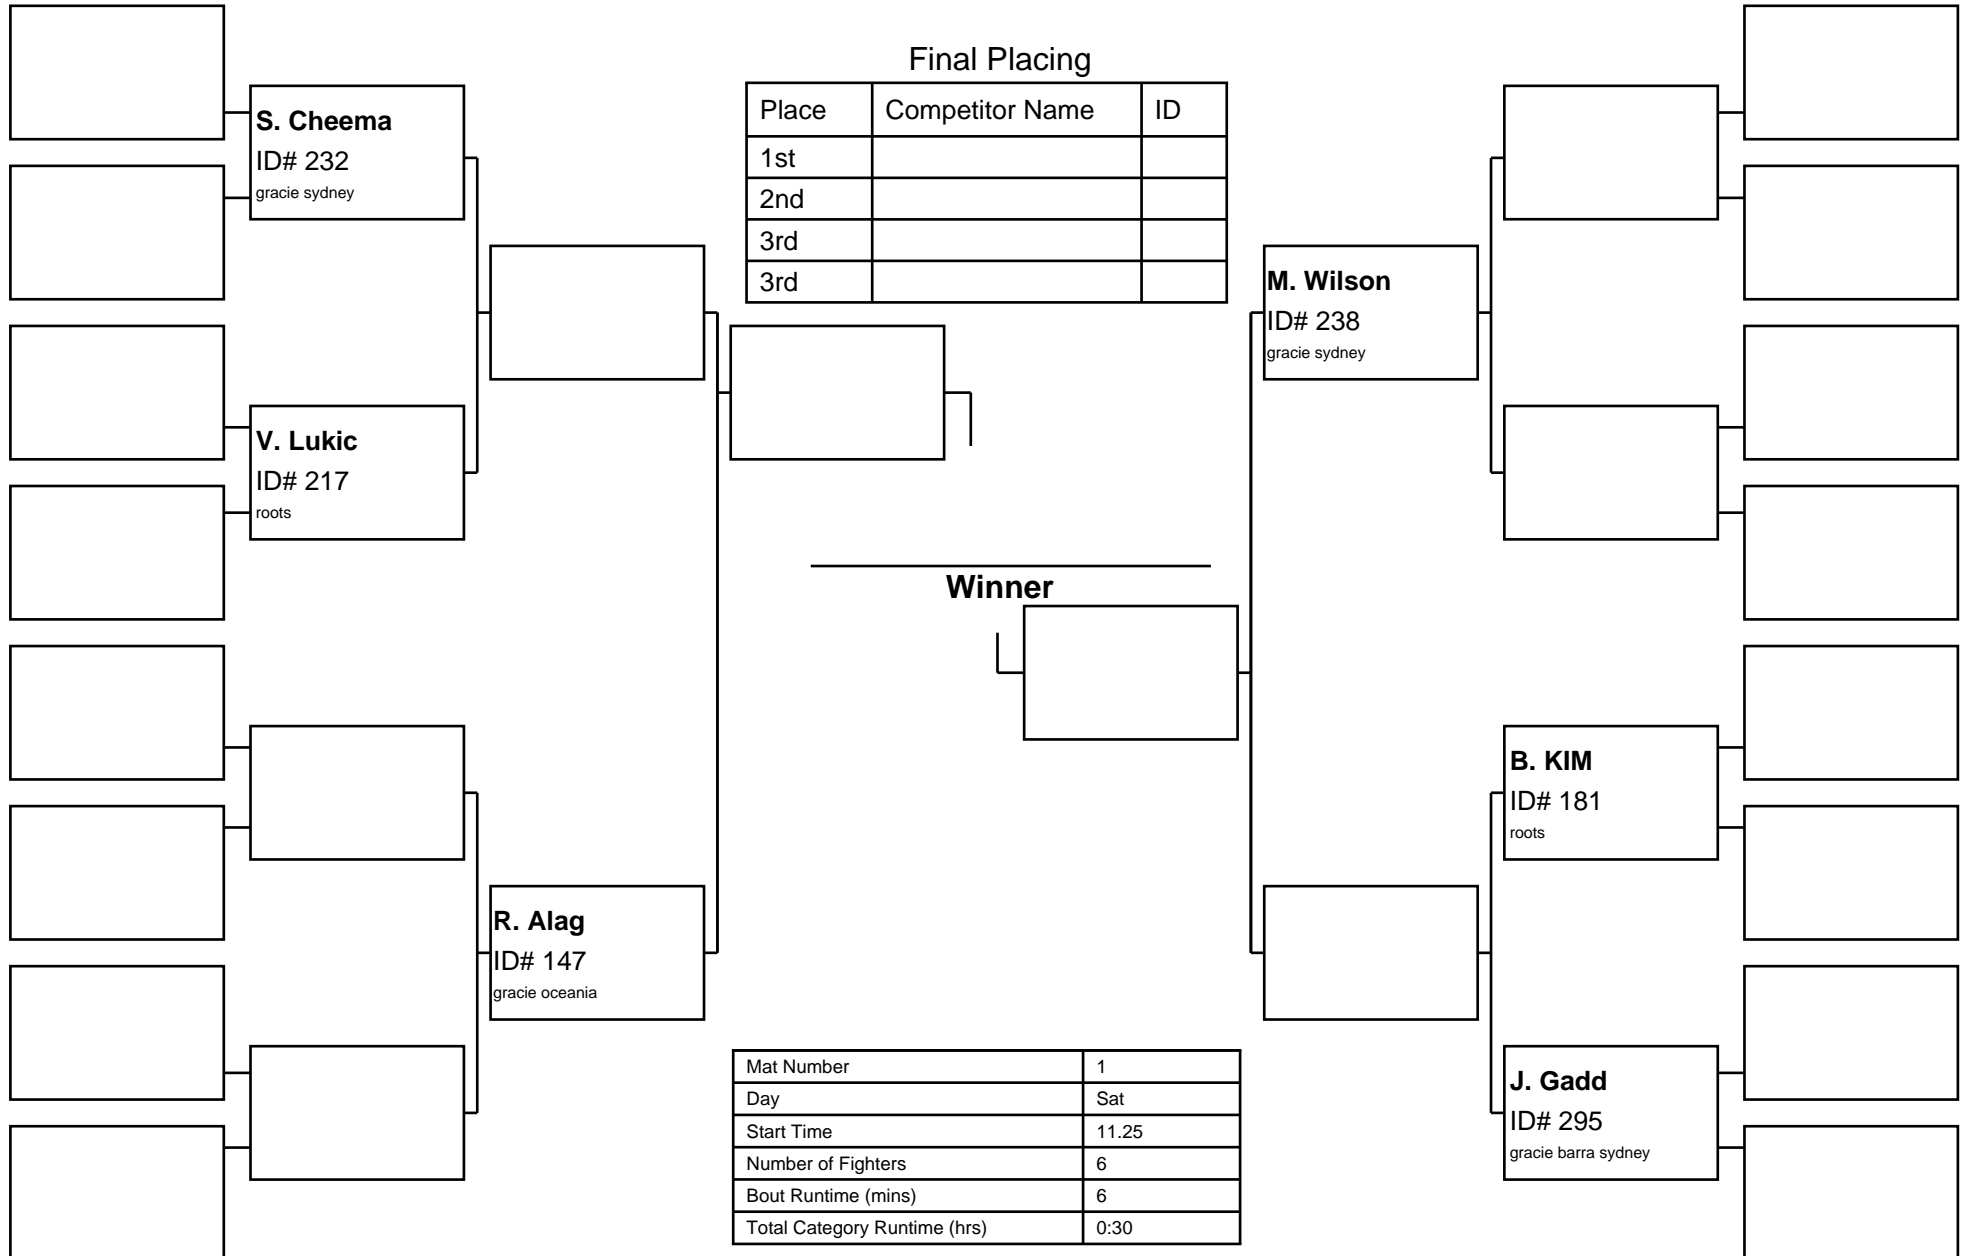 S. Cheema
ID# 232
gracie sydney
V. Lukic
ID# 217
roots
R. Alag
ID# 147
gracie oceania
Final Placing
Place Competitor Name ID
1st
2nd
3rd
3rd
Winner
Mat Number 1
Day Sat
Start Time 11.25
Number of Fighters 6
Bout Runtime (mins) 6
Total Category Runtime (hrs) 0:30
M. Wilson
ID# 238
gracie sydney
B. KIM
ID# 181
roots
J. Gadd
ID# 295
gracie barra sydney